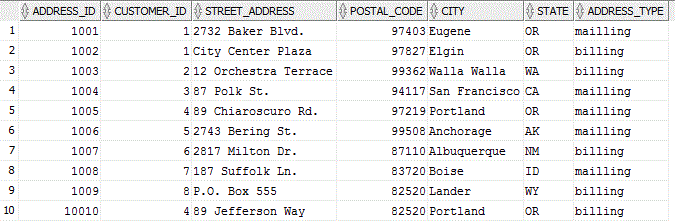 ADDRESS_ID CUSTOMER_ID STREET_ADDRESS POSTAL_CODE CITY STATE ADDRESS_TYPE
1 1001 1 2732 Baker Blvd. 97403 Eugene OR mailling
2 1002 1 City Center Plaza 97827 Elgin OR billing
3 1003 2 12 Orchestra Terrace 99362 Walla Walla WA billing
4 1004 3 87 Polk St. 94117 San Francisco CA mailling
5 1005 4 89 Chiaroscuro Rd. 97219 Portland OR mailling
6 1006 5 2743 Bering St. 99508 Anchorage AK mailling
7 1007 6 2817 Milton Dr. 87110 Albuquerque NM billing
8 1008 7 187 Suffolk Ln. 83720 Boise ID mailling
9 1009 8 P.O. Box 555 82520 Lander WY billing
10 10010 4 89 Jefferson Way 82520 Portland OR billing